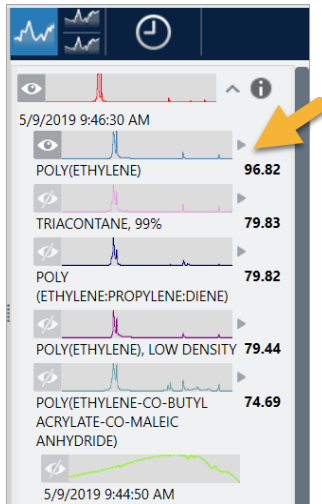 5/9/2019 9:46:30 AM
POLY(ETHYLENE) 96.82
TRIACONTANE, 99% 79.83
POLY 79.82
(ETHYLENE:PROPYLENE:DIENE)
POLY(ETHYLENE), LOW DENSITY 79.44
POLY(ETHYLENE-CO-BUTYL 74.69
ACRYLATE-CO-MALEIC
ANHYDRIDE)
5/9/2019 9:44:50 AM